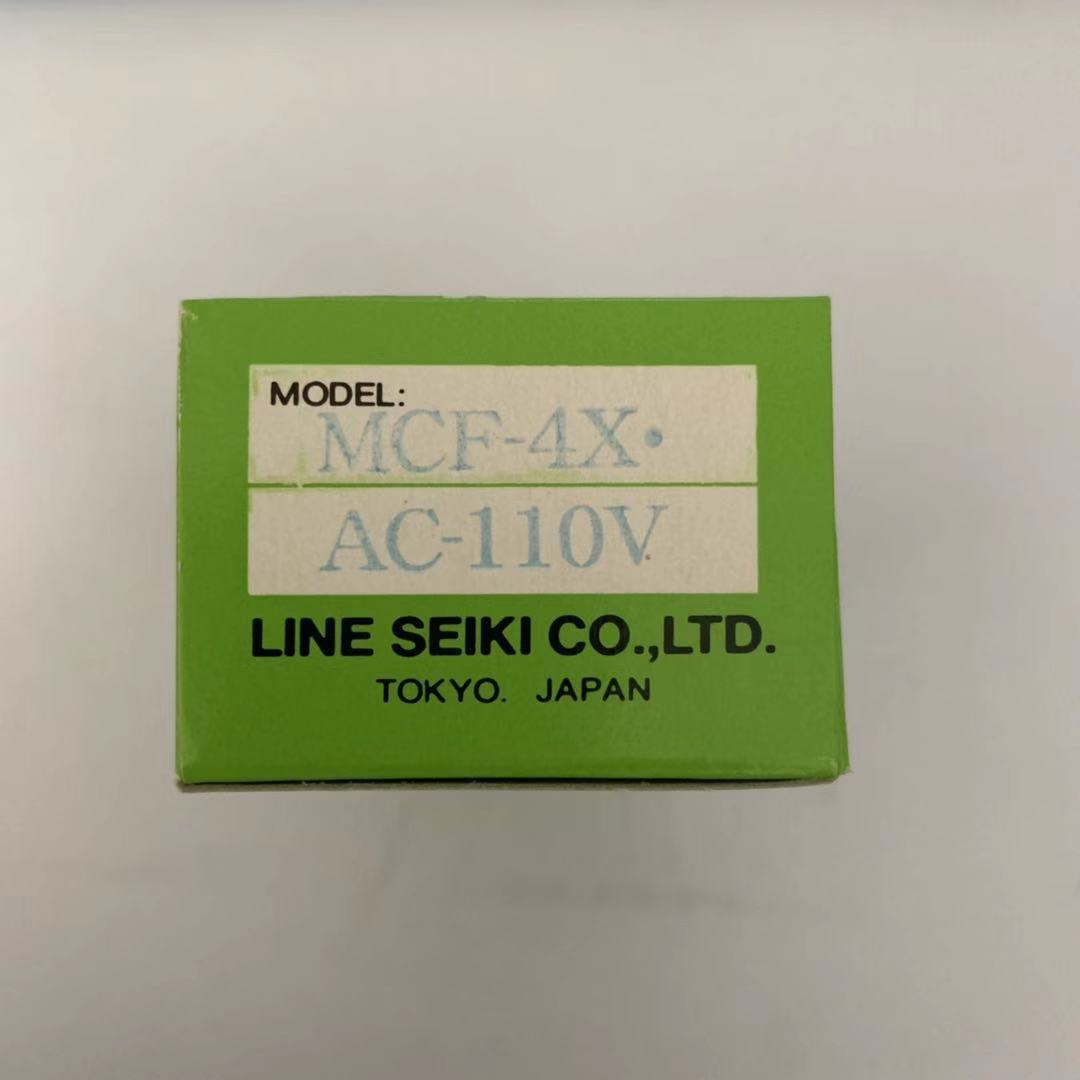 MODEL:
MCF-4X•
AC-110V
LINE SEIKI CO.,LTD.
TOKYO. JAPAN